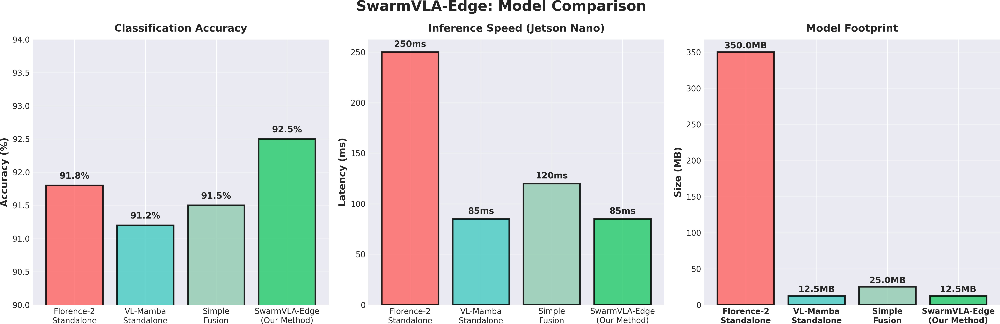 SwarmVLA-Edge: Model Comparison
Classification Accuracy
Accuracy (%)
94.0
93.5
93.0
92.5
92.0
91.5
91.0
90.5
90.0
91.8%
91.2%
91.5%
92.5%
Florence-2
Standalone
VL-Mamba
Standalone
Simple
Fusion
SwarmVLA-Edge
(Our Method)
Inference Speed (Jetson Nano)
Latency (ms)
250
200
150
100
50
0
250ms
85ms
120ms
85ms
Florence-2
Standalone
VL-Mamba
Standalone
Simple
Fusion
SwarmVLA-Edge
(Our Method)
Model Footprint
Size (MB)
350
300
250
200
150
100
50
0
350.0MB
12.5MB
25.0MB
12.5MB
Florence-2
Standalone
VL-Mamba
Standalone
Simple
Fusion
SwarmVLA-Edge
(Our Method)